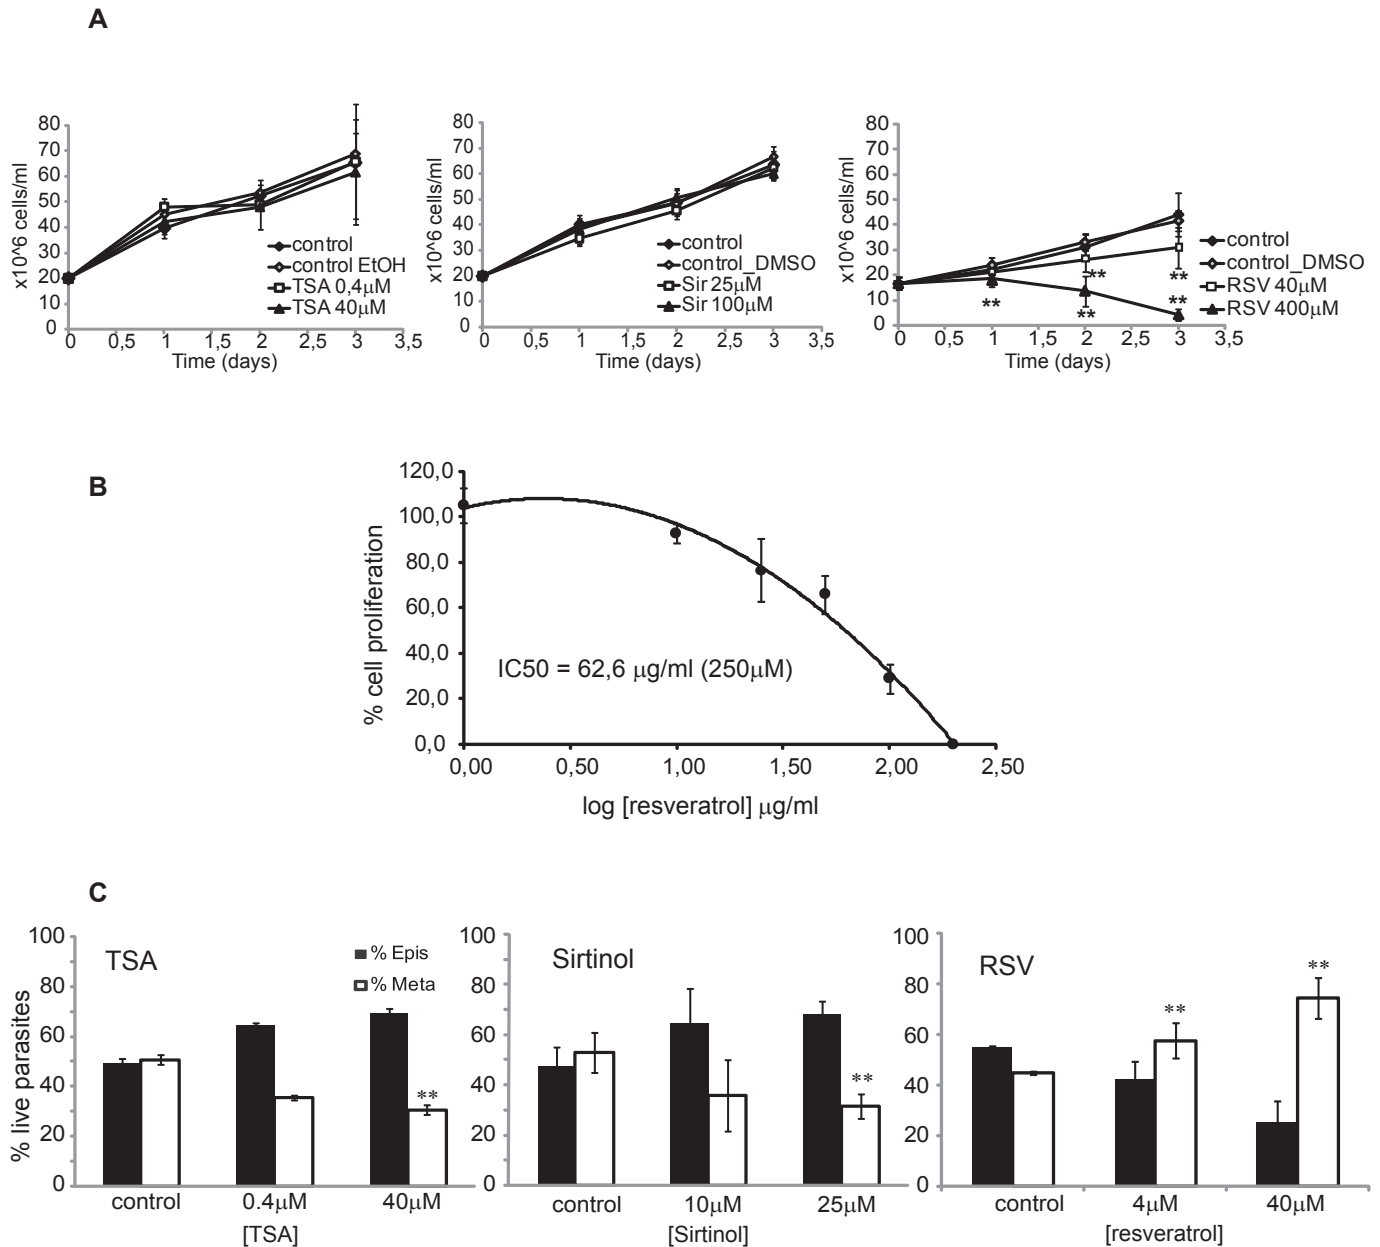 A
x10^6 cells/ml
80
70
60
50
40
30
20
10
0
0 0,5 1 1,5 2 2,5 3 3,5
Time (days)
control
control EtOH
TSA 0,4μM
TSA 40μM
x10^6 cells/ml
80
70
60
50
40
30
20
10
0
0 0,5 1 1,5 2 2,5 3 3,5
Time (days)
control
control_DMSO
Sir 25μM
Sir 100μM
x10^6 cells/ml
80
70
60
50
40
30
20
10
0
0 0,5 1 1,5 2 2,5 3 3,5
Time (days)
control
control_DMSO
RSV 40μM
RSV 400μM
** ** ** ** **
B
% cell proliferation
120,0
100,0
80,0
60,0
40,0
20,0
0,0
IC50 = 62,6 μg/ml (250μM)
0,00 0,50 1,00 1,50 2,00 2,50
log [resveratrol] μg/ml
C
% live parasites
100
80
60
40
20
0
TSA
% Epis
% Meta
**
control 0.4μM 40μM
[TSA]
100
80
60
40
20
0
Sirtinol
**
control 10μM 25μM
[Sirtinol]
100
80
60
40
20
0
RSV
** **
control 4μM 40μM
[resveratrol]